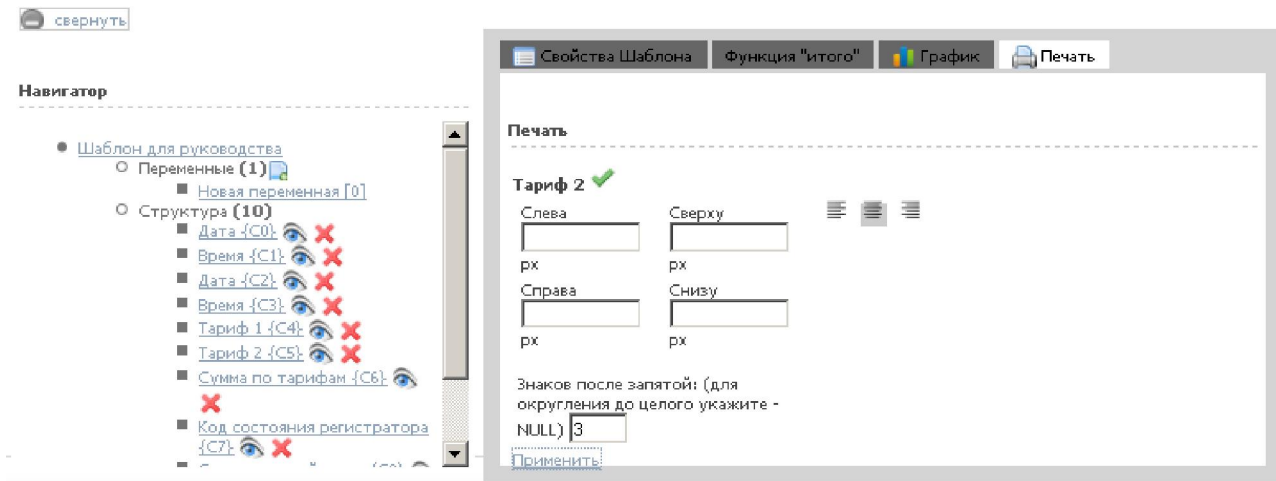 свернуть
Навигатор
Шаблон для руководства
Переменные (1)
Новая переменная [0]
Структура (10)
Дата -{C0}-
Время -{C1}-
Дата -{C2}-
Время -{C3}-
Тариф 1 -{C4}-
Тариф 2 -{C5}-
Сумма по тарифам -{C6}-
Код состояния регистратора
-{C7}-
Свойства Шаблона
Функция "итого"
График
Печать
Печать
Тариф 2
Слева
Сверху
px
px
Справа
Снизу
px
px
Знаков после запятой: (для
округления до целого укажите -
NULL) 3
Применить